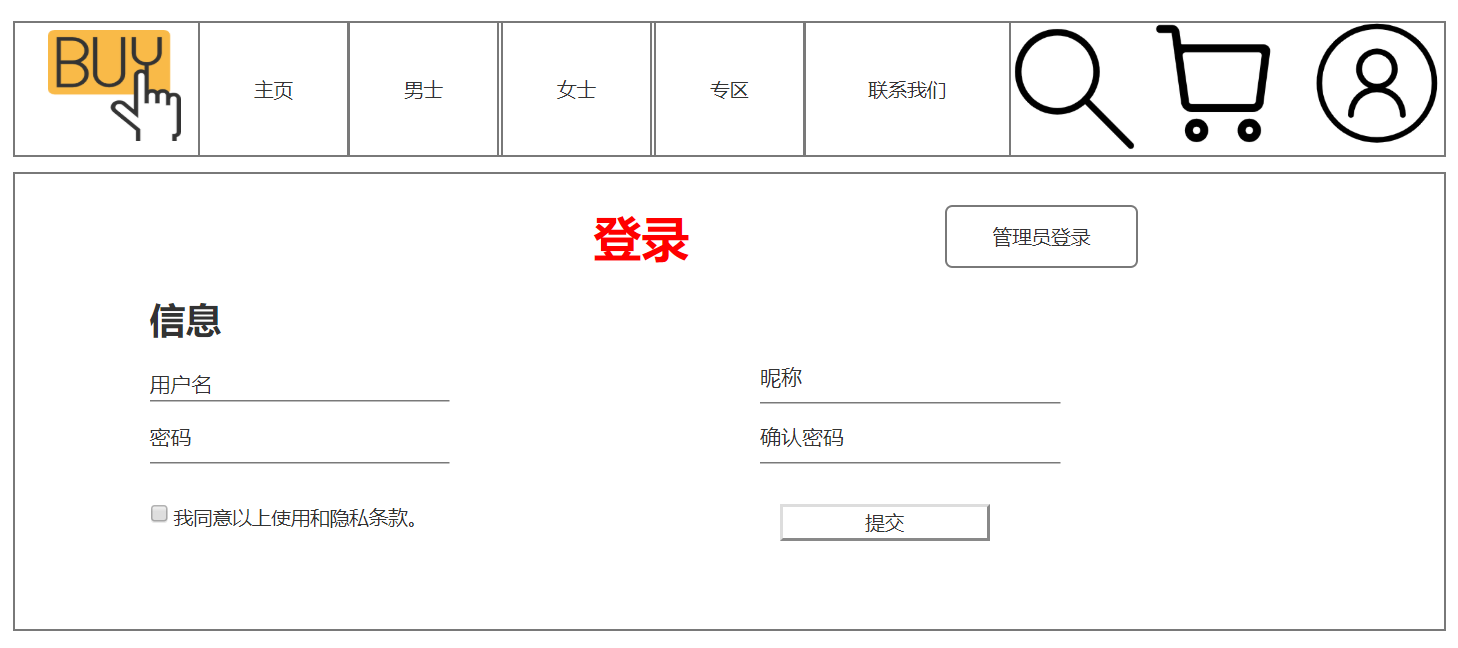 BUY
主页 男士 女士 专区 联系我们
登录 管理员登录
信息
用户名 昵称
密码 确认密码
我同意以上使用和隐私条款。 提交